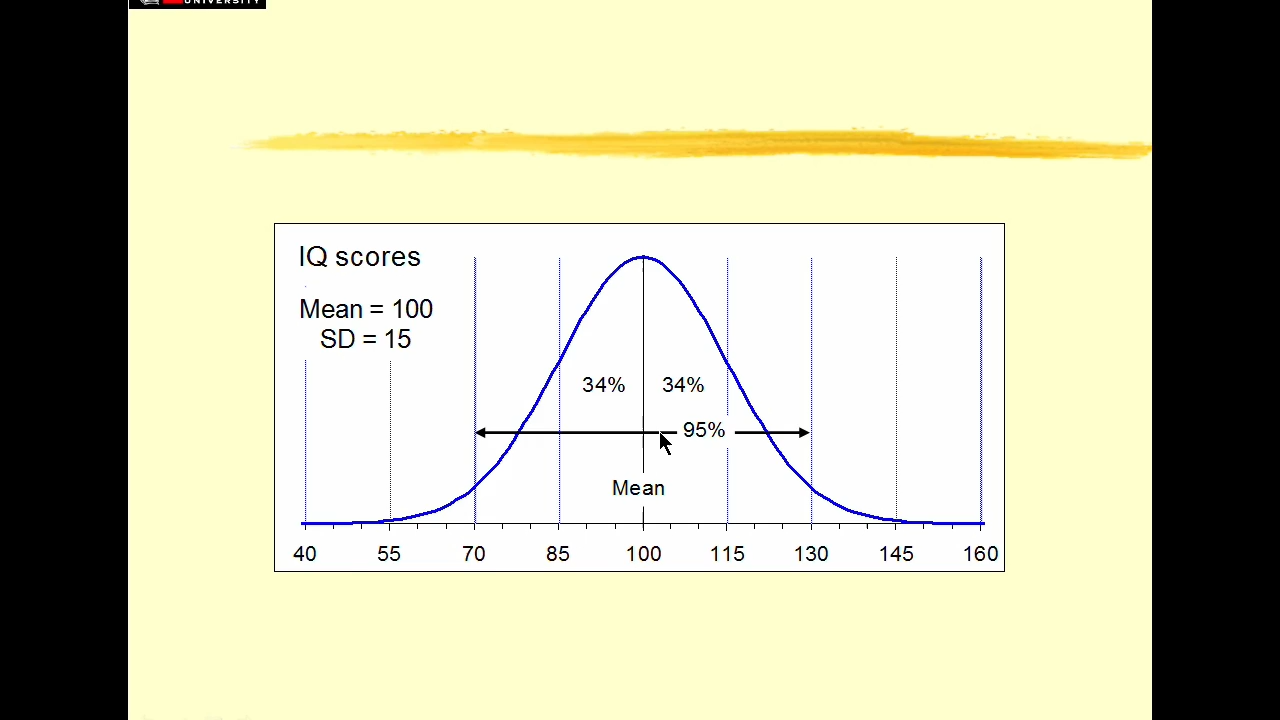 UNIVERSITY
IQ scores
Mean = 100
SD = 15
34% 34%
95%
Mean
40 55 70 85 100 115 130 145 160